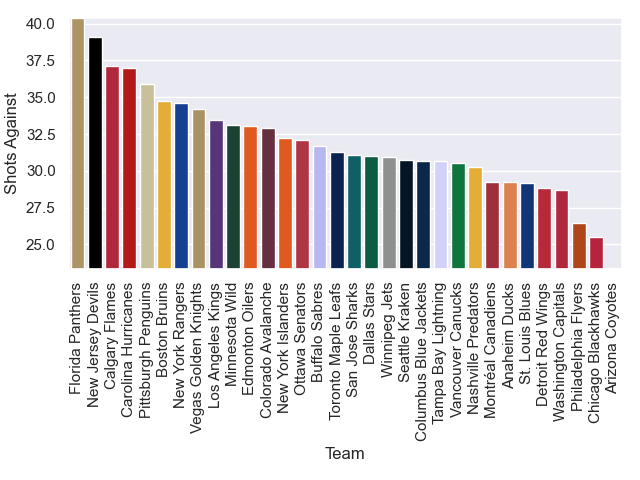 40.0
37.5
35.0
32.5
30.0
27.5
25.0
Shots Against
Florida Panthers
New Jersey Devils
Calgary Flames
Carolina Hurricanes
Pittsburgh Penguins
Boston Bruins
New York Rangers
Vegas Golden Knights
Los Angeles Kings
Minnesota Wild
Edmonton Oilers
Colorado Avalanche
New York Islanders
Ottawa Senators
Buffalo Sabres
Toronto Maple Leafs
San Jose Sharks
Dallas Stars
Winnipeg Jets
Seattle Kraken
Columbus Blue Jackets
Tampa Bay Lightning
Vancouver Canucks
Nashville Predators
Montréal Canadiens
Anaheim Ducks
St. Louis Blues
Detroit Red Wings
Washington Capitals
Philadelphia Flyers
Chicago Blackhawks
Arizona Coyotes
Team